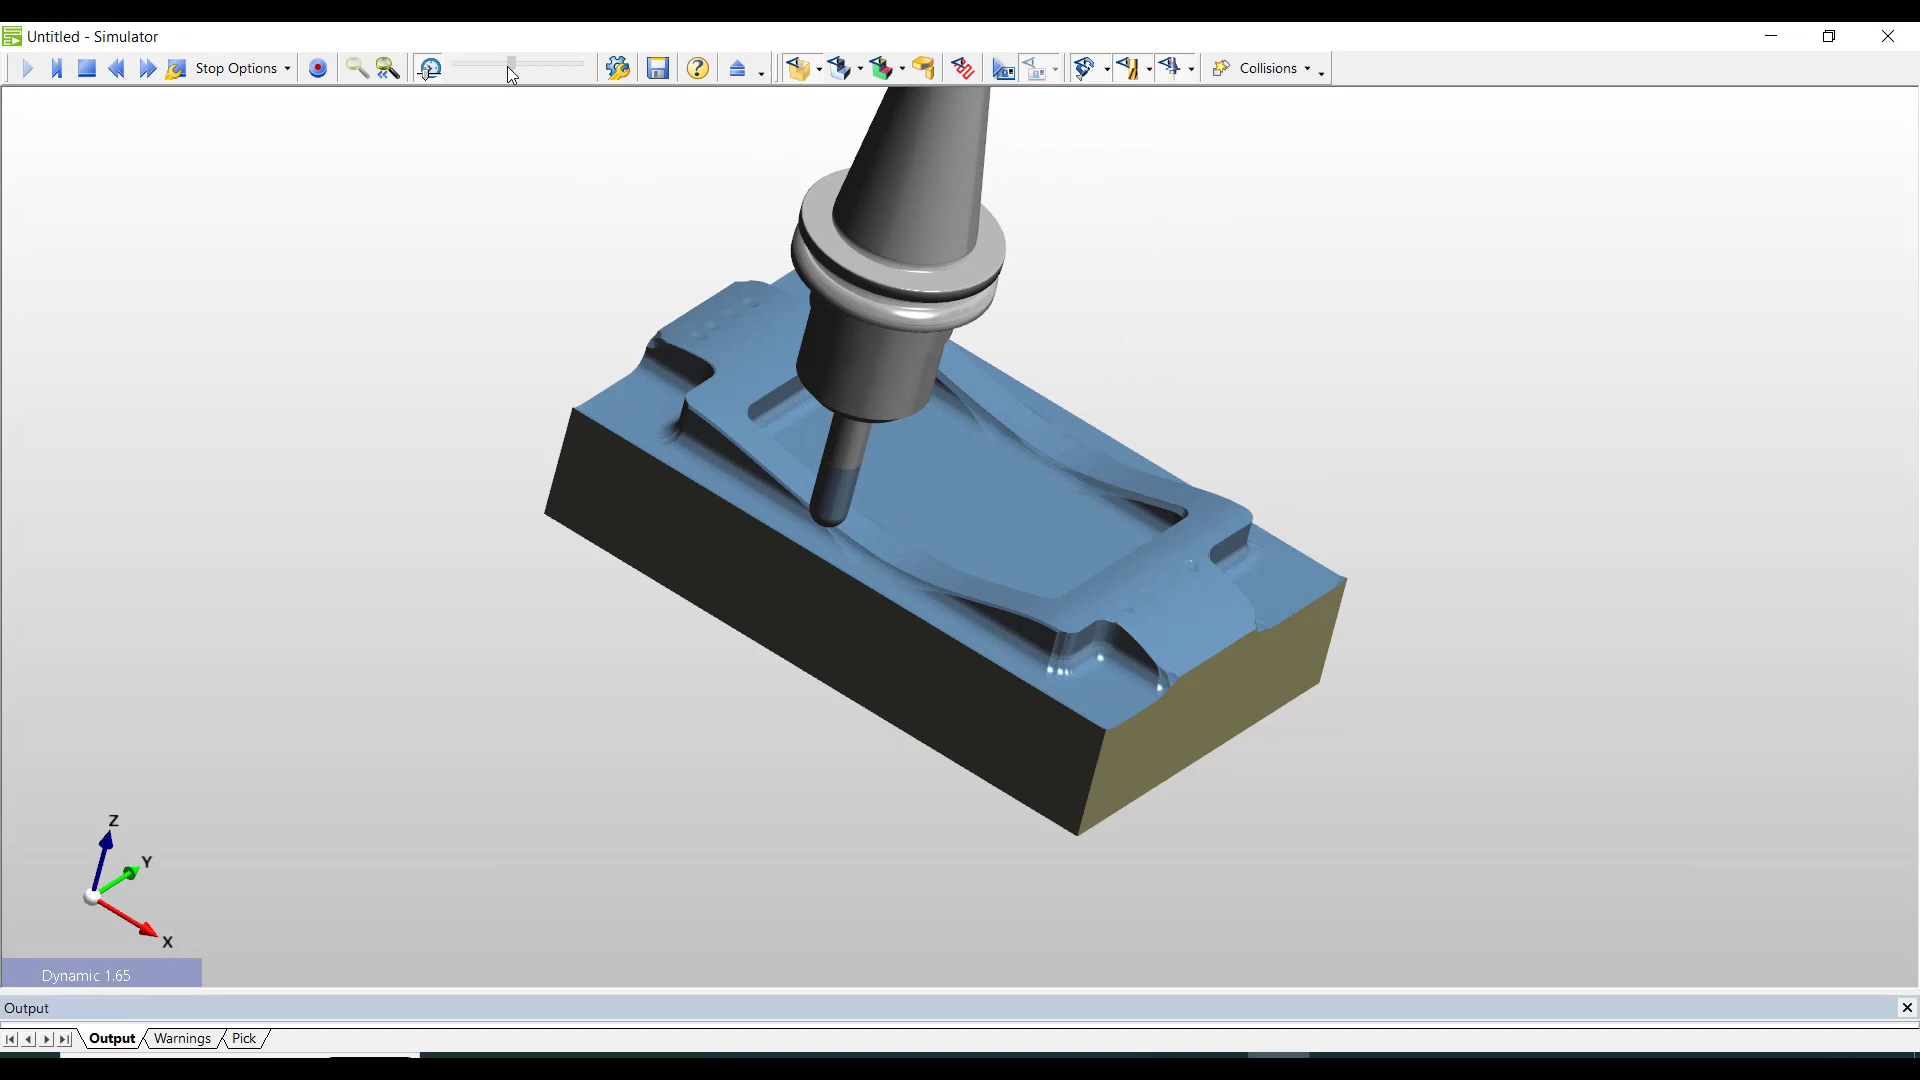 Untitled - Simulator
Stop Options
Collisions
Z
Y
X
Dynamic 1.65
Output
Output Warnings Pick